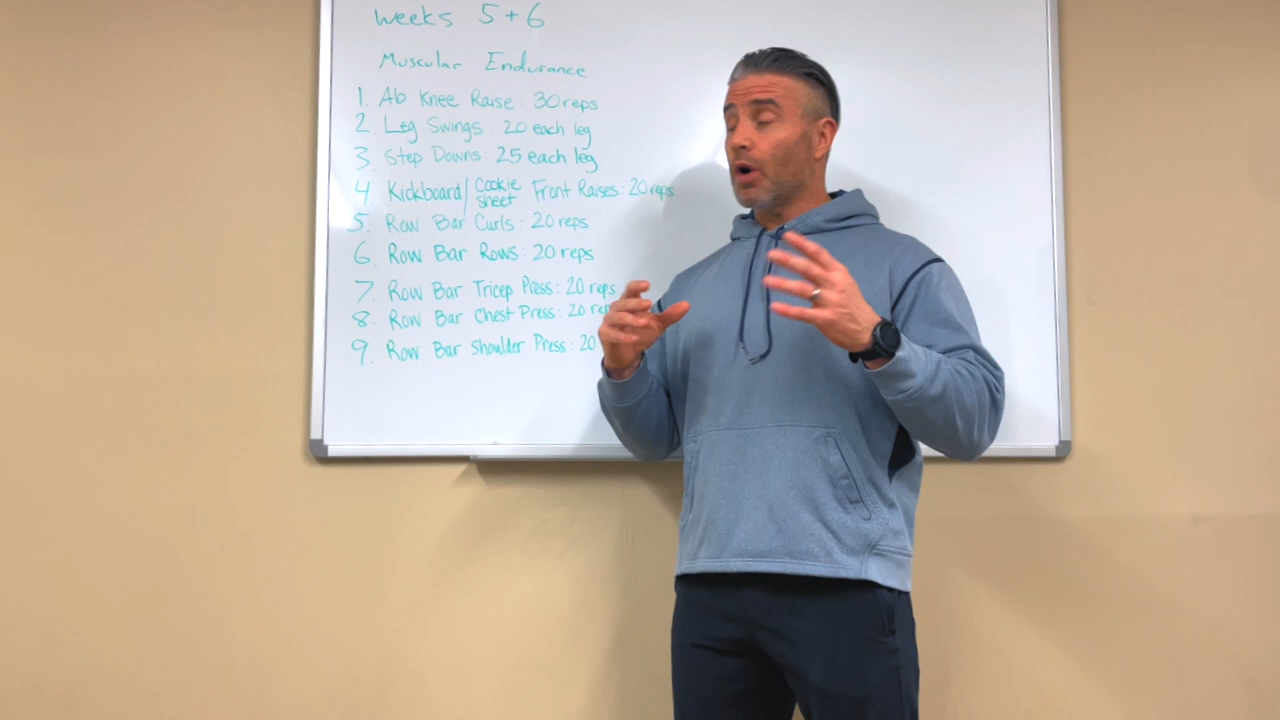 Weeks 5+6
Muscular Endurance
1. Ab Knee Raise: 30 reps
2. Leg Swings: 20 each leg
3. Step Downs: 25 each leg
4 Kickboard/Cookie sheet Front Raises: 20 reps
5. Row Bar Curls: 20 reps
6. Row Bar Rows: 20 reps
7. Row Bar Tricep Press: 20 reps
8. Row Bar Chest Press: 20
9. Row Bar Shoulder Press: 20